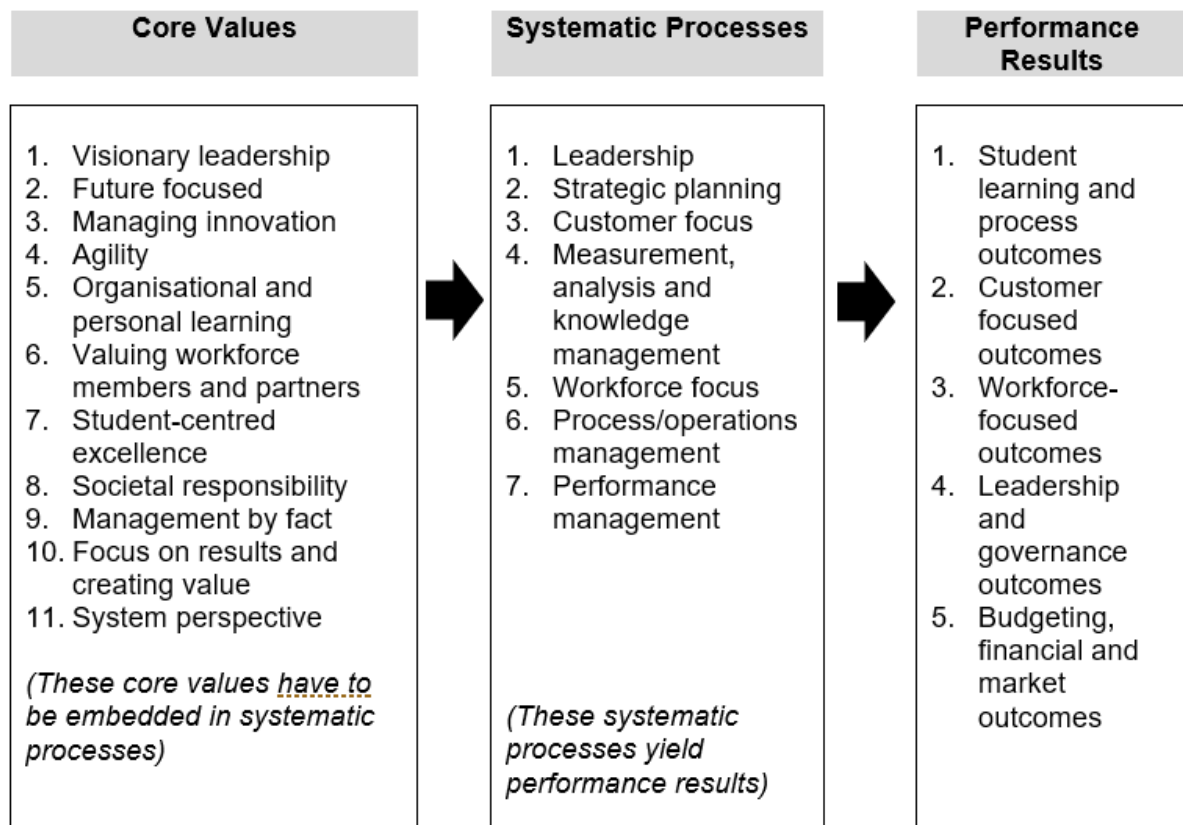 Core Values
1. Visionary leadership
2. Future focused
3. Managing innovation
4. Agility
5. Organisational and
personal learning
6. Valuing workforce
members and partners
7. Student-centred
excellence
8. Societal responsibility
9. Management by fact
10. Focus on results and
creating value
11. System perspective
(These core values have to
be embedded in systematic
processes)
Systematic Processes
1. Leadership
2. Strategic planning
3. Customer focus
4. Measurement,
analysis and
knowledge
management
5. Workforce focus
6. Process/operations
management
7. Performance
management
(These systematic
processes yield
performance results)
Performance
Results
1. Student
learning and
process
outcomes
2. Customer
focused
outcomes
3. Workforce-
focused
outcomes
4. Leadership
and
governance
outcomes
5. Budgeting,
financial and
market
outcomes